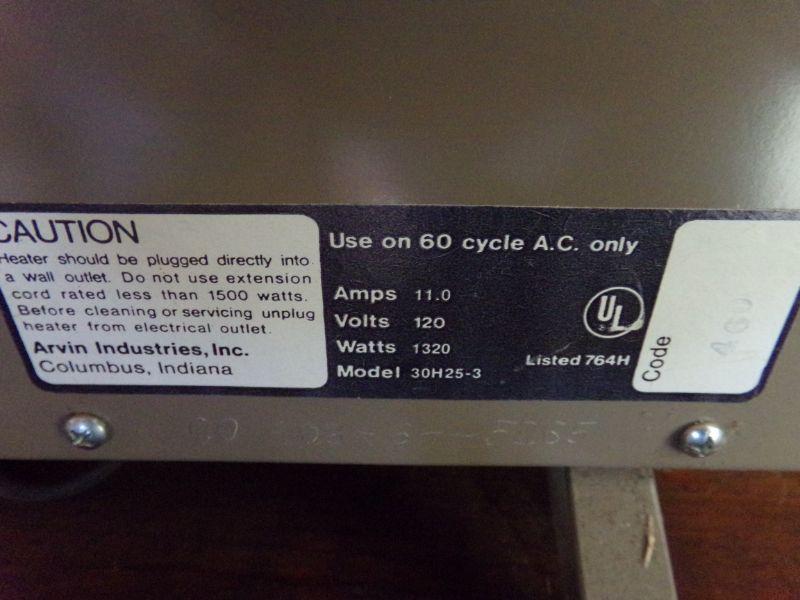 CAUTION
Heater should be plugged directly into
a wall outlet. Do not use extension
cord rated less than 1500 watts.
Before cleaning or servicing unplug
heater from electrical outlet.
Arvin Industries, Inc.
Columbus, Indiana
Use on 60 cycle A.C. only
Amps 11.0
Volts 120
Watts 1320
Model 30H25-3
UL
Listed 764H
Code